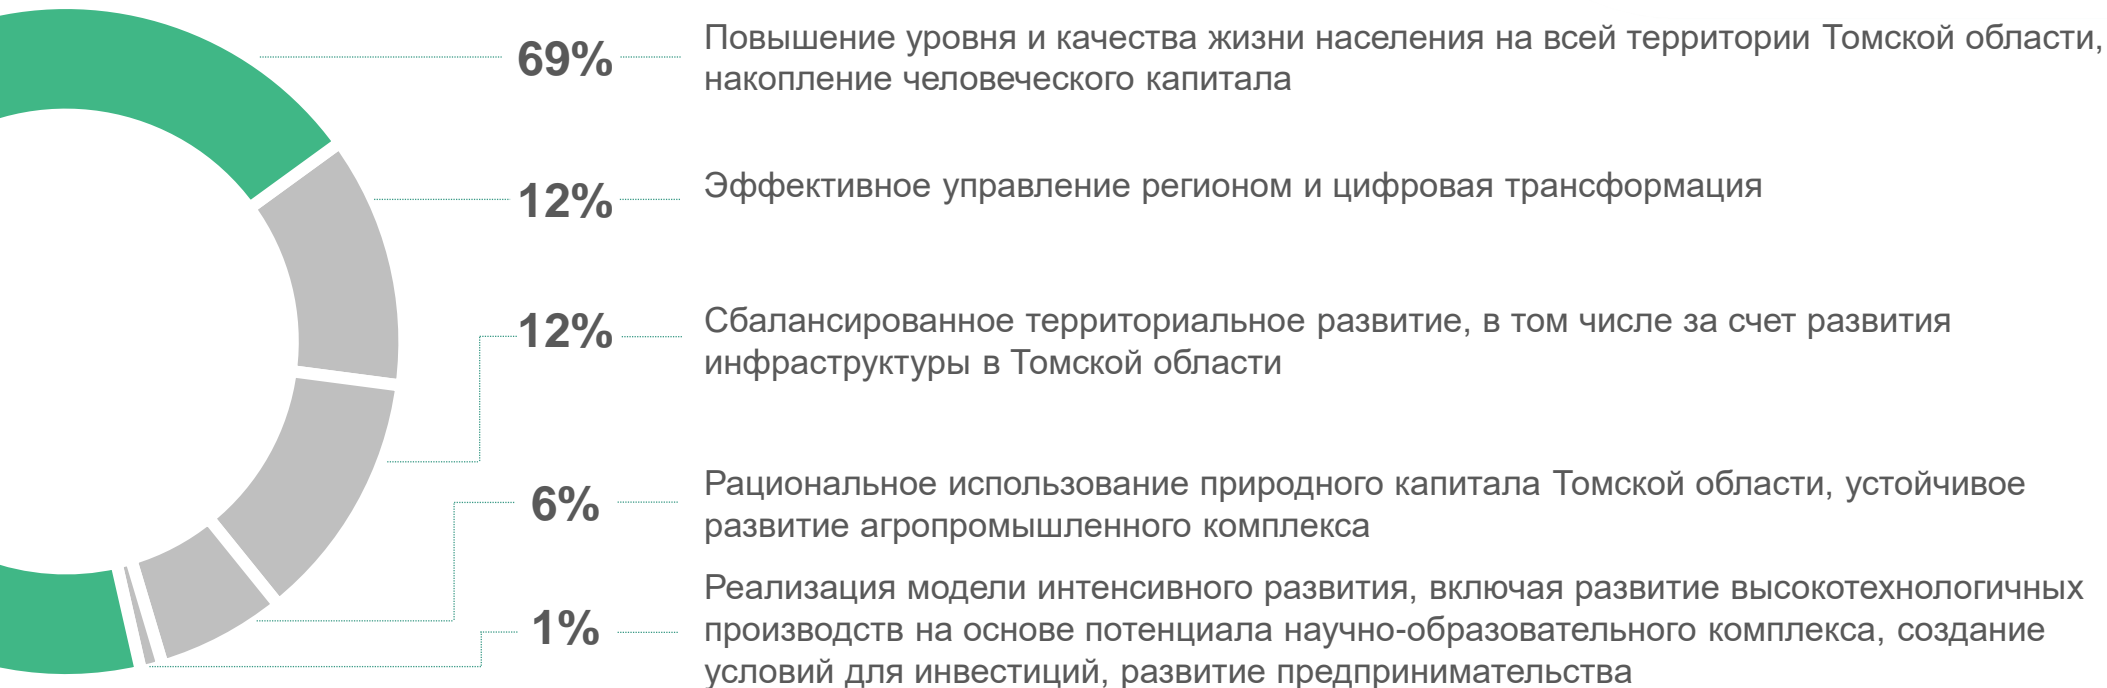 69%
Повышение уровня и качества жизни населения на всей территории Томской области,
накопление человеческого капитала
12%
Эффективное управление регионом и цифровая трансформация
12%
Сбалансированное территориальное развитие, в том числе за счет развития
инфраструктуры в Томской области
6%
Рациональное использование природного капитала Томской области, устойчивое
развитие агропромышленного комплекса
1%
Реализация модели интенсивного развития, включая развитие высокотехнологичных
производств на основе потенциала научно-образовательного комплекса, создание
условий для инвестиций, развитие предпринимательства